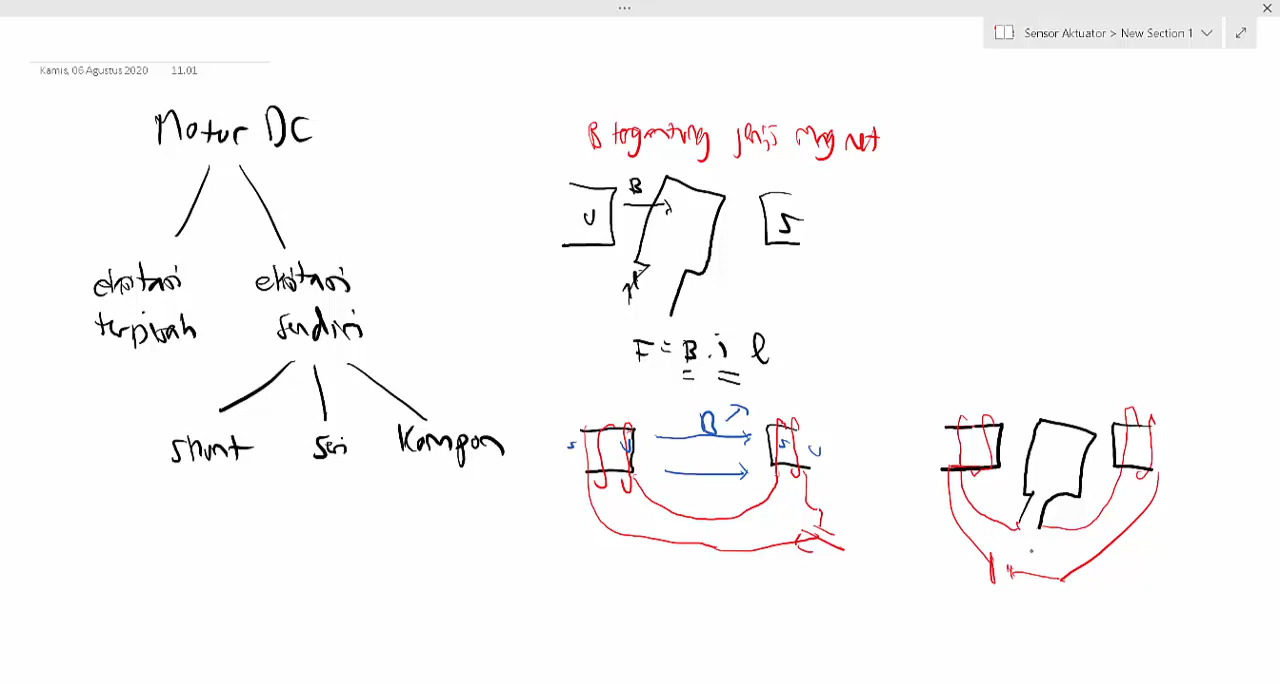 Sensor Aktuator > New Section 1
Kamis, 06 Agustus 2020 11.01
Motor DC
eksitasi
terpisah
eksitasi
sendiri
shunt
seri
Kompon
B tergantung jenis magnet
U
B
S
F = B . i l
S
U
B
S
U